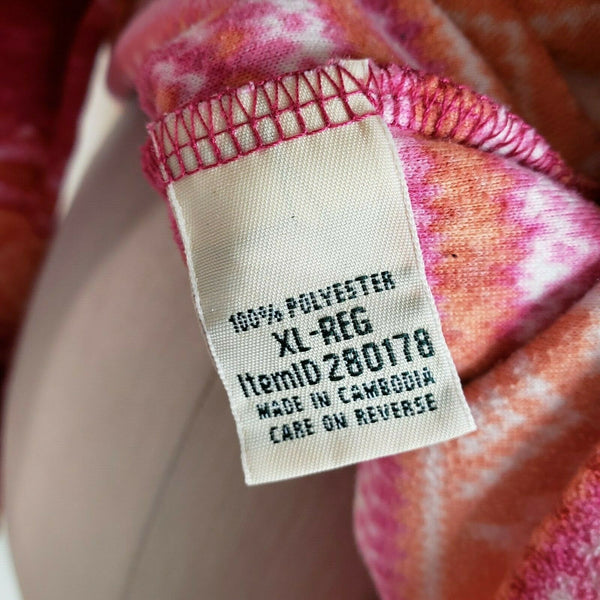 100% POLYESTER
XL-REG
ItemID 280178
MADE IN CAMBODIA
CARE ON REVERSE